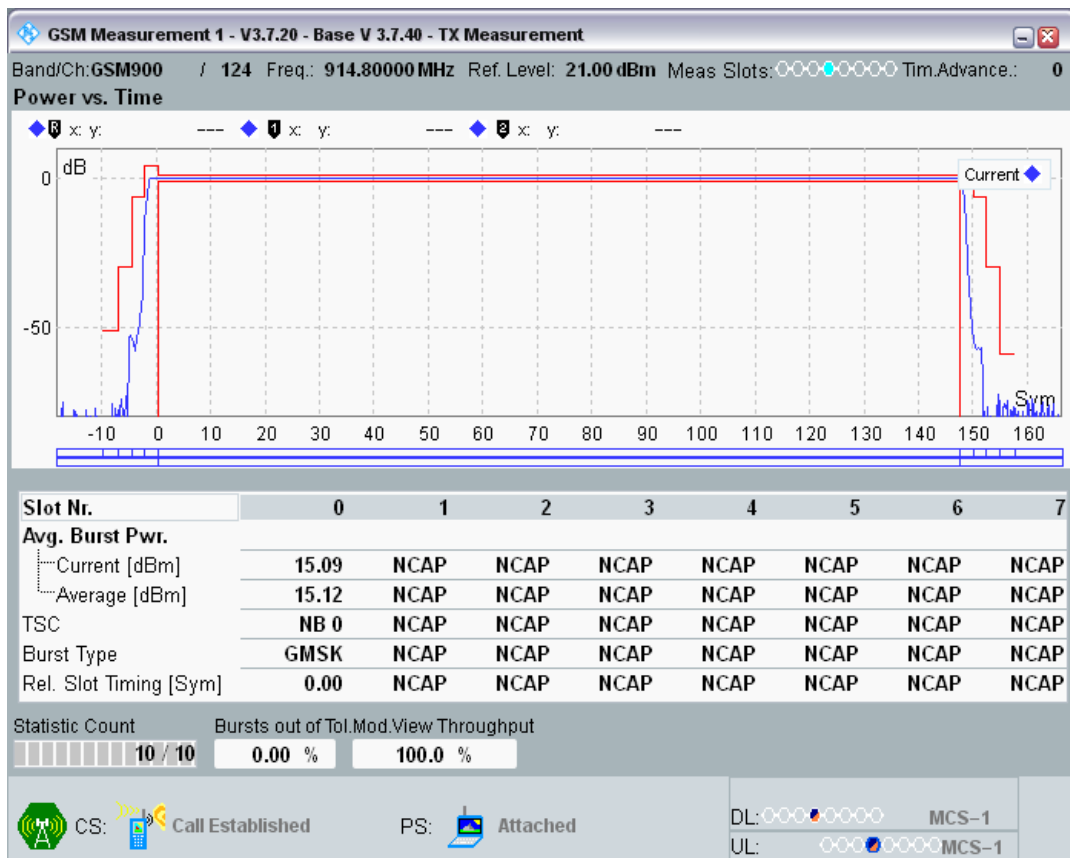 GSM Measurement 1 - V3.7.20 - Base V 3.7.40 - TX Measurement
Band/Ch:GSM900 / 124 Freq.: 914.80000 MHz Ref. Level: 21.00 dBm Meas Slots: Tim.Advance.: 0
Power vs. Time
R x: y: --- 1 x: y: --- 2 x: y: ---
dB
Current
0
-50
Sym
-10 0 10 20 30 40 50 60 70 80 90 100 110 120 130 140 150 160
Slot Nr. 0 1 2 3 4 5 6 7
Avg. Burst Pwr.
Current [dBm] 15.09 NCAP NCAP NCAP NCAP NCAP NCAP NCAP
Average [dBm] 15.12 NCAP NCAP NCAP NCAP NCAP NCAP NCAP
TSC NB 0 NCAP NCAP NCAP NCAP NCAP NCAP NCAP
Burst Type GMSK NCAP NCAP NCAP NCAP NCAP NCAP NCAP
Rel. Slot Timing [Sym] 0.00 NCAP NCAP NCAP NCAP NCAP NCAP NCAP
Statistic Count Bursts out of Tol.Mod.View Throughput
10 / 10 0.00 % 100.0 %
CS: Call Established PS: Attached
DL: MCS-1
UL: MCS-1